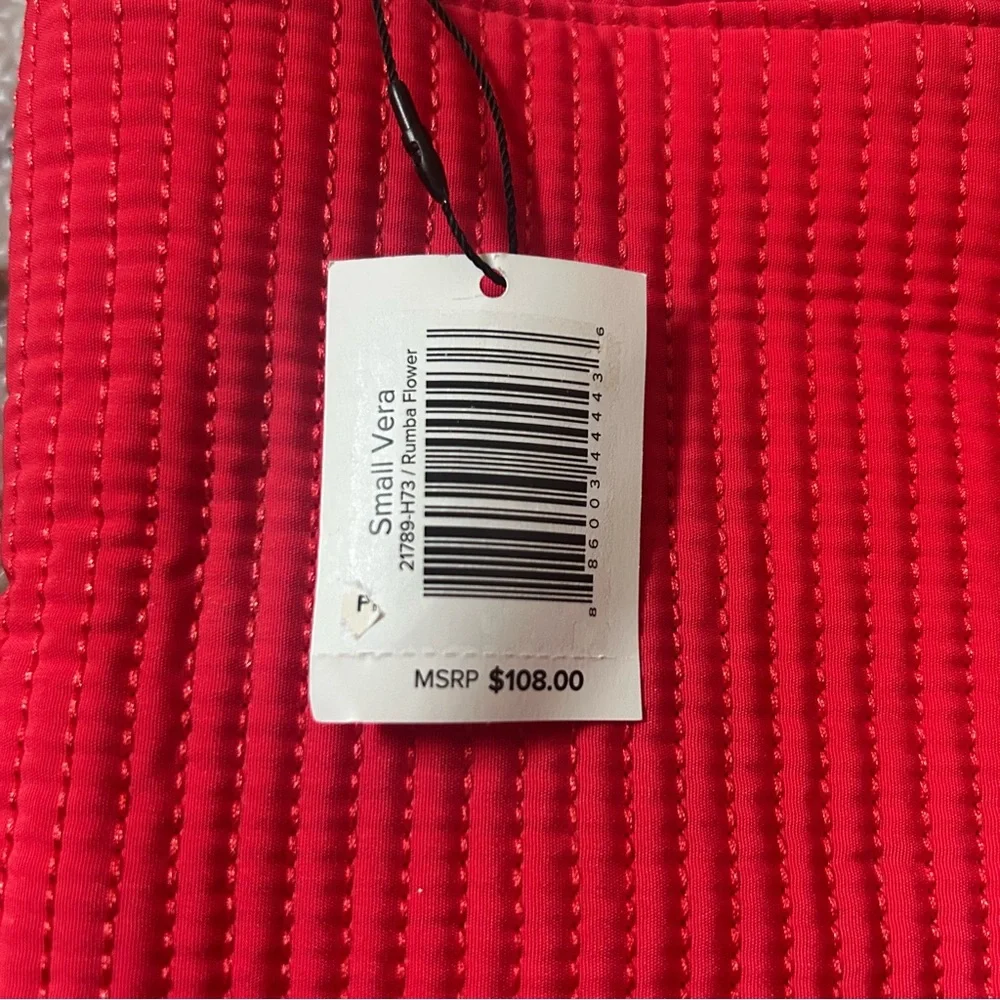 Small Vera
21789-H73 / Rumba Flower
8 86003 44443 6
P
MSRP $108.00